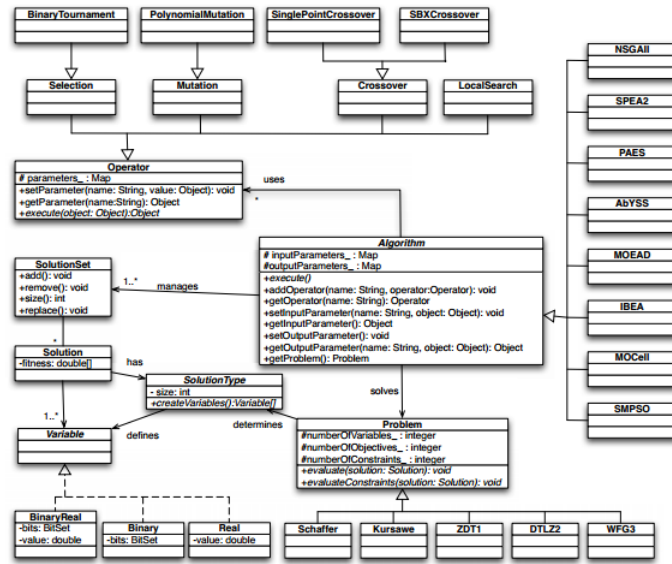 BinaryTournament
PolynomialMutation
SinglePointCrossover
SBXCrossover
NSGAII
Selection
Mutation
Crossover
LocalSearch
SPEA2
PAES
Operator
# parameters_ : Map
+setParameter(name: String, value: Object): void
+getParameter(name:String): Object
+execute(object: Object):Object
uses
*
AbYSS
Algorithm
# inputParameters_ : Map
#outputParameters_ : Map
+execute()
+addOperator(name: String, operator:Operator): void
+getOperator(name: String): Operator
+setInputParameter(name: String, object: Object): void
+getInputParameter(): Object
+setOutputParameter(): void
+getOutputParameter(name: String, object: Object): Object
+getProblem(): Problem
MOEAD
SolutionSet
+add(): void
+remove(): void
+size(): int
+replace(): void
1..*
manages
IBEA
*
Solution
-fitness: double[]
has
MOCell
SolutionType
- size: int
+createVariables():Variable[]
solves
SMPSO
1..*
defines
determines
Variable
Problem
#numberOfVariables_ : integer
#numberOfObjectives_ : integer
#numberOfConstraints_ : integer
+evaluate(solution: Solution): void
+evaluateConstraints(solution: Solution): void
BinaryReal
-bits: BitSet
-value: double
Binary
-bits: BitSet
Real
-value: double
Schaffer
Kursawe
ZDT1
DTLZ2
WFG3